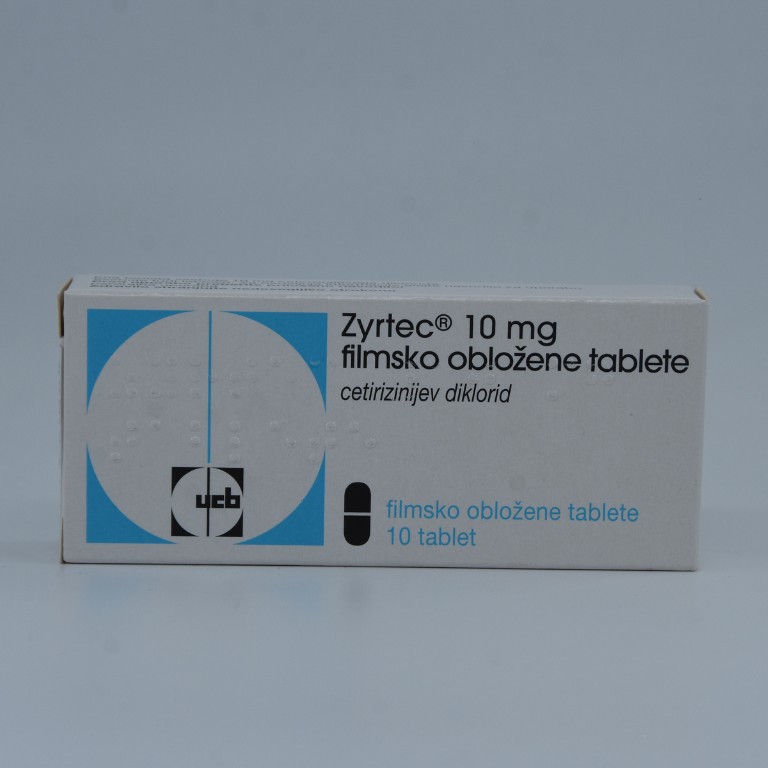 Zyrtec® 10 mg
filmsko obložene tablete
cetirizinijev diklorid
ucb
filmsko obložene tablete
10 tablet